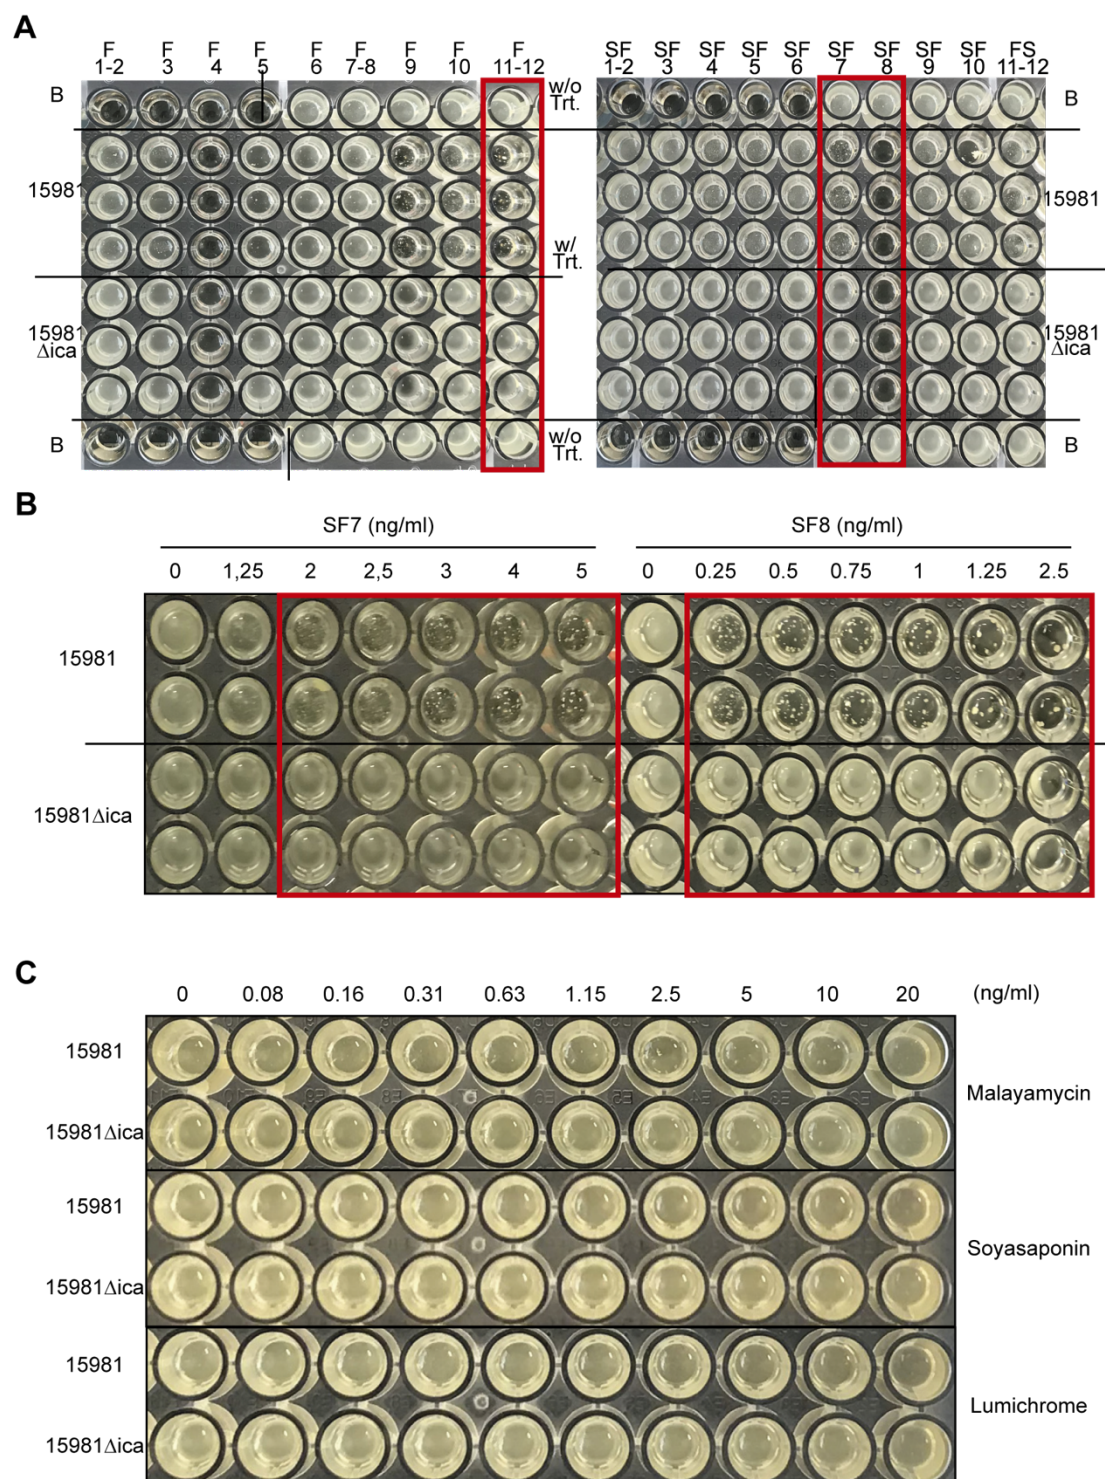 A
F 1-2 F 3 F 4 F 5 F 6 F 7-8 F 9 F 10 F 11-12
SF 1-2 SF 3 SF 4 SF 5 SF 6 SF 7 SF 8 SF 9 SF 10 FS 11-12
B
w/o Trt.
B
15981
w/ Trt.
15981
15981 Δica
15981 Δica
B
w/o Trt.
B
B
SF7 (ng/ml) SF8 (ng/ml)
0 1,25 2 2,5 3 4 5 0 0.25 0.5 0.75 1 1.25 2.5
15981
15981Δica
C
0 0.08 0.16 0.31 0.63 1.15 2.5 5 10 20 (ng/ml)
15981
Malayamycin
15981Δica
15981
Soyasaponin
15981Δica
15981
Lumichrome
15981Δica